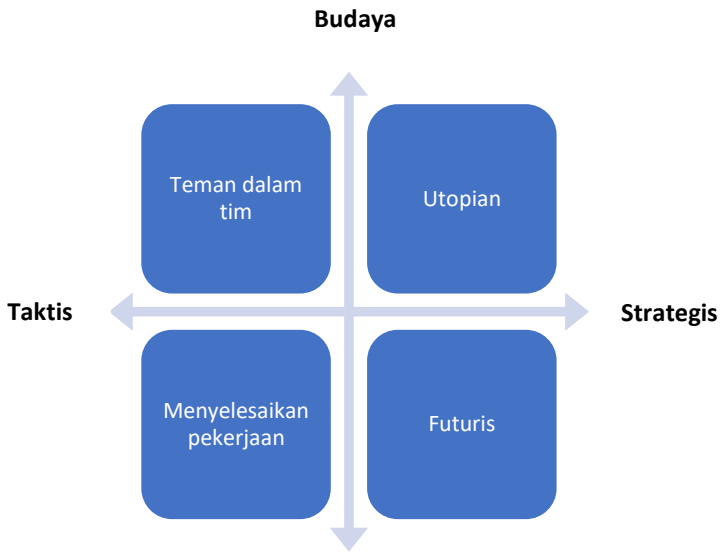 Budaya
Teman dalam
tim
Utopian
Taktis
Strategis
Menyelesaikan
pekerjaan
Futuris